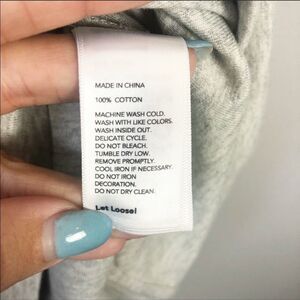 MADE IN CHINA
100% COTTON
MACHINE WASH COLD.
WASH WITH LIKE COLORS.
WASH INSIDE OUT.
DELICATE CYCLE.
DO NOT BLEACH.
TUMBLE DRY LOW.
REMOVE PROMPTLY.
COOL IRON IF NECESSARY.
DO NOT IRON
DECORATION.
DO NOT DRY CLEAN.
Let Loose!